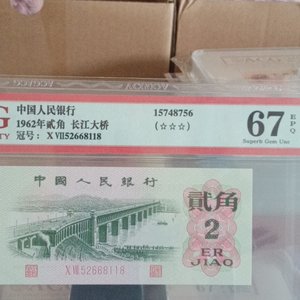 G
TY
中国人民银行
1962年贰角 长江大桥
冠号：X VII52668118
15748756
(☆☆☆)
67
EPQ
Superb Gem Unc
中國人民銀行
貳角
2
ER
JIAO
X VII 52668118